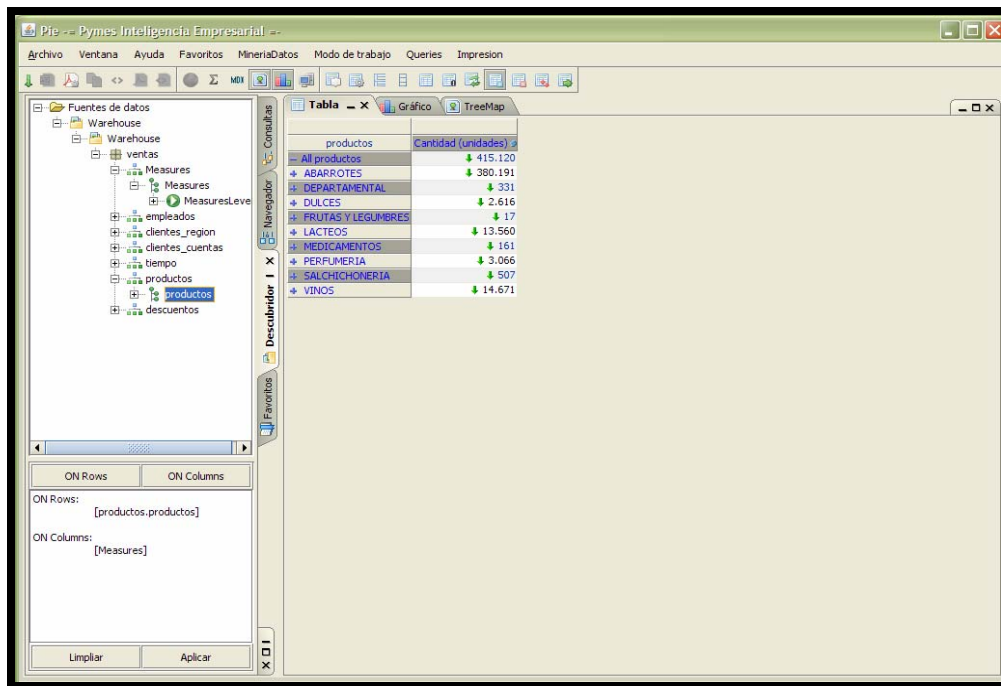 Pie -= Pymes Inteligencia Empresarial =-
Archivo Ventana Ayuda Favoritos MineriaDatos Modo de trabajo Queries Impresion
Σ MDX
Fuentes de datos
Warehouse
Warehouse
ventas
Measures
Measures
MeasuresLeve
empleados
clientes_region
clientes_cuentas
tiempo
productos
productos
descuentos
Consultas
Navegador
Descubridor
Favoritos
Tabla Gráfico TreeMap
productos Cantidad (unidades)
All productos 415.120
ABARROTES 380.191
DEPARTAMENTAL 331
DULCES 2.616
FRUTAS Y LEGUMBRES 17
LACTEOS 13.560
MEDICAMENTOS 161
PERFUMERIA 3.066
SALCHICHONERIA 507
VINOS 14.671
ON Rows ON Columns
ON Rows:
[productos.productos]
ON Columns:
[Measures]
Limpliar Aplicar